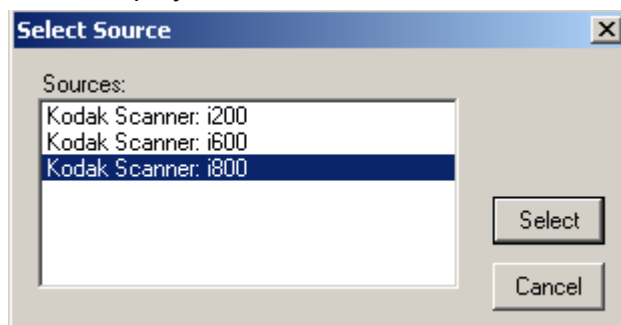 Select Source
Sources:
Kodak Scanner: i200
Kodak Scanner: i600
Kodak Scanner: i800
Select
Cancel